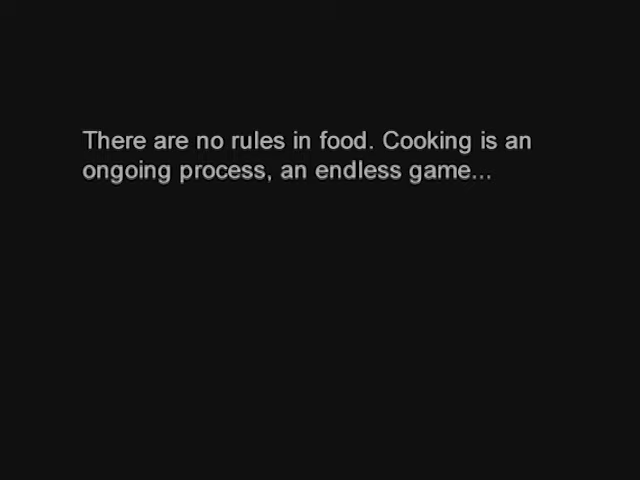 There are no rules in food. Cooking is an
ongoing process, an endless game...